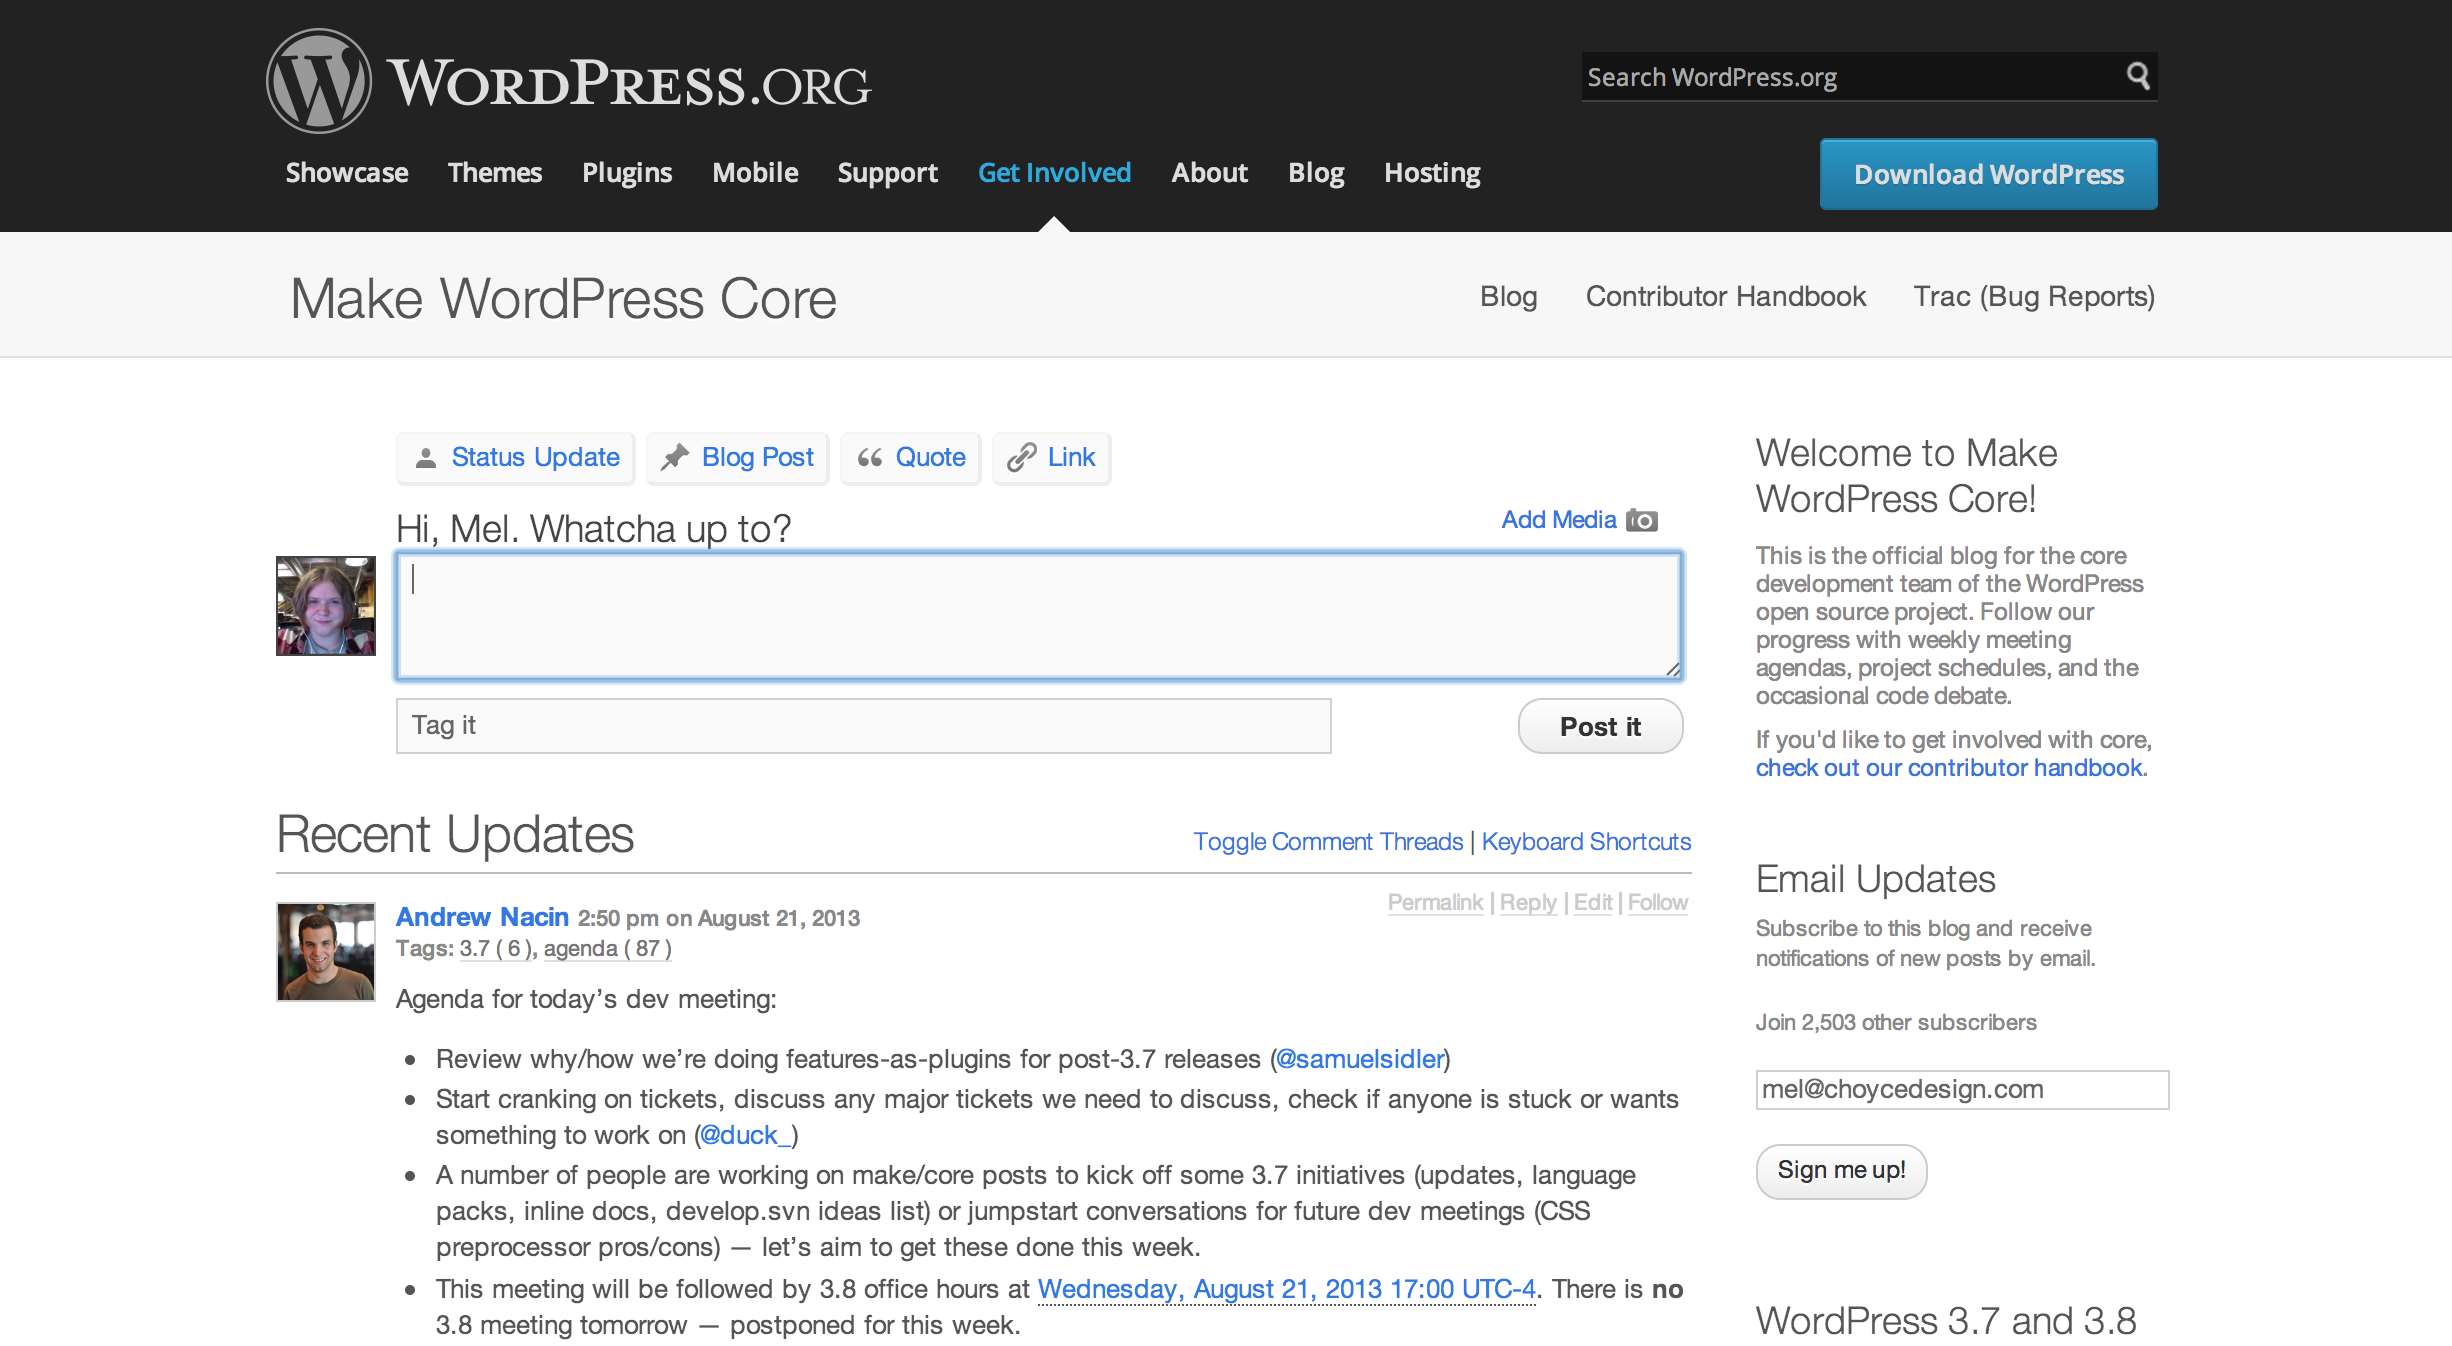 WORDPRESS.ORG
Search WordPress.org
Showcase Themes Plugins Mobile Support Get Involved About Blog Hosting
Download WordPress
Make WordPress Core
Blog Contributor Handbook Trac (Bug Reports)
Status Update Blog Post Quote Link
Hi, Mel. Whatcha up to?
Add Media
Tag it
Post it
Recent Updates
Toggle Comment Threads | Keyboard Shortcuts
Andrew Nacin 2:50 pm on August 21, 2013
Permalink | Reply | Edit | Follow
Tags: 3.7 ( 6 ), agenda ( 87 )
Agenda for today’s dev meeting:
• Review why/how we’re doing features-as-plugins for post-3.7 releases (@samuelsidler)
• Start cranking on tickets, discuss any major tickets we need to discuss, check if anyone is stuck or wants
something to work on (@duck_)
• A number of people are working on make/core posts to kick off some 3.7 initiatives (updates, language
packs, inline docs, develop.svn ideas list) or jumpstart conversations for future dev meetings (CSS
preprocessor pros/cons) — let’s aim to get these done this week.
• This meeting will be followed by 3.8 office hours at Wednesday, August 21, 2013 17:00 UTC-4. There is no
3.8 meeting tomorrow — postponed for this week.
Welcome to Make
WordPress Core!
This is the official blog for the core
development team of the WordPress
open source project. Follow our
progress with weekly meeting
agendas, project schedules, and the
occasional code debate.
If you'd like to get involved with core,
check out our contributor handbook.
Email Updates
Subscribe to this blog and receive
notifications of new posts by email.
Join 2,503 other subscribers
mel@choycedesign.com
Sign me up!
WordPress 3.7 and 3.8